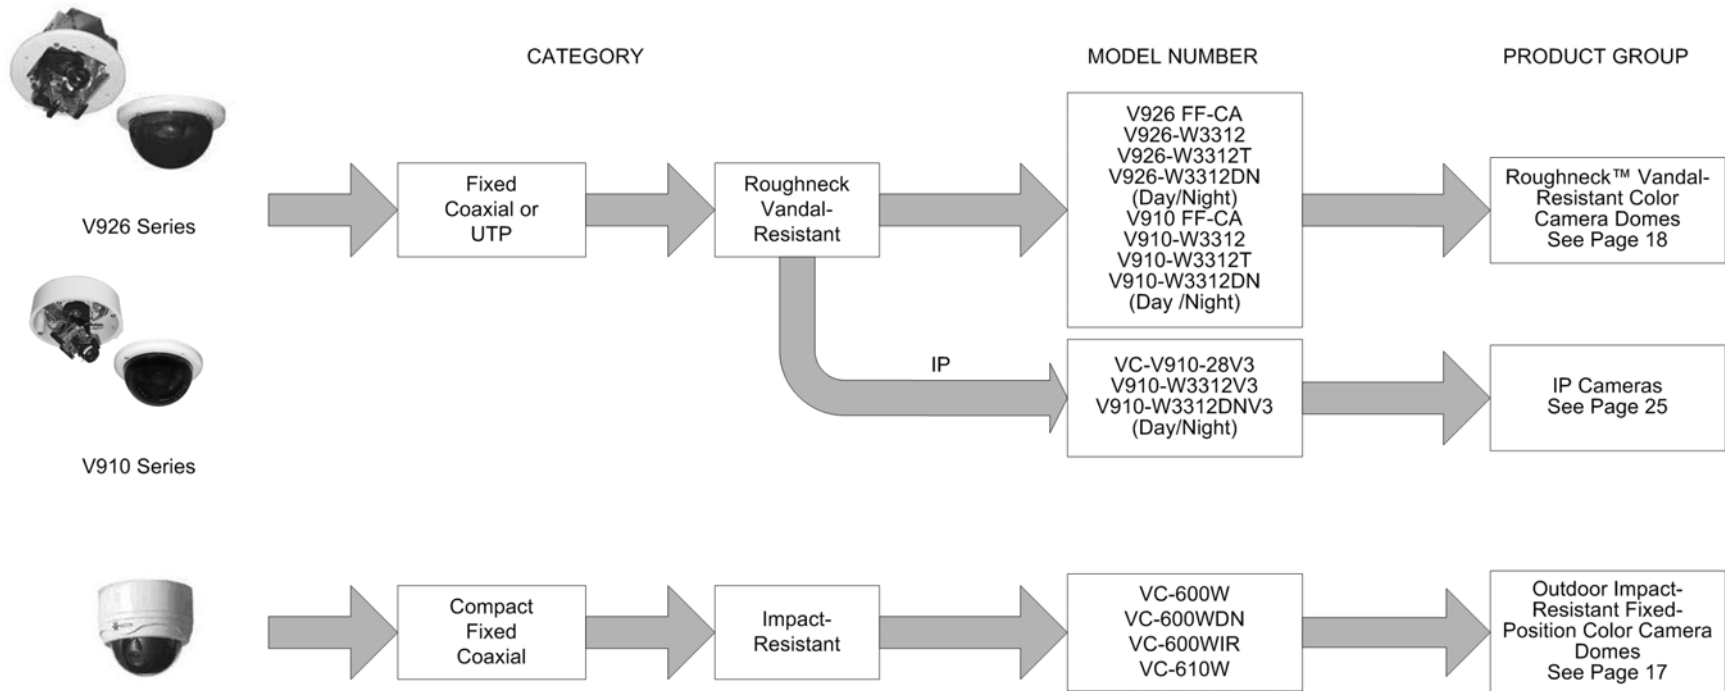 CATEGORY
MODEL NUMBER
PRODUCT GROUP
V926 Series
Fixed
Coaxial or
UTP
Roughneck
Vandal-
Resistant
V926 FF-CA
V926-W3312
V926-W3312T
V926-W3312DN
(Day/Night)
V910 FF-CA
V910-W3312
V910-W3312T
V910-W3312DN
(Day /Night)
Roughneck™ Vandal-
Resistant Color
Camera Domes
See Page 18
V910 Series
IP
VC-V910-28V3
V910-W3312V3
V910-W3312DNV3
(Day/Night)
IP Cameras
See Page 25
Compact
Fixed
Coaxial
Impact-
Resistant
VC-600W
VC-600WDN
VC-600WIR
VC-610W
Outdoor Impact-
Resistant Fixed-
Position Color Camera
Domes
See Page 17